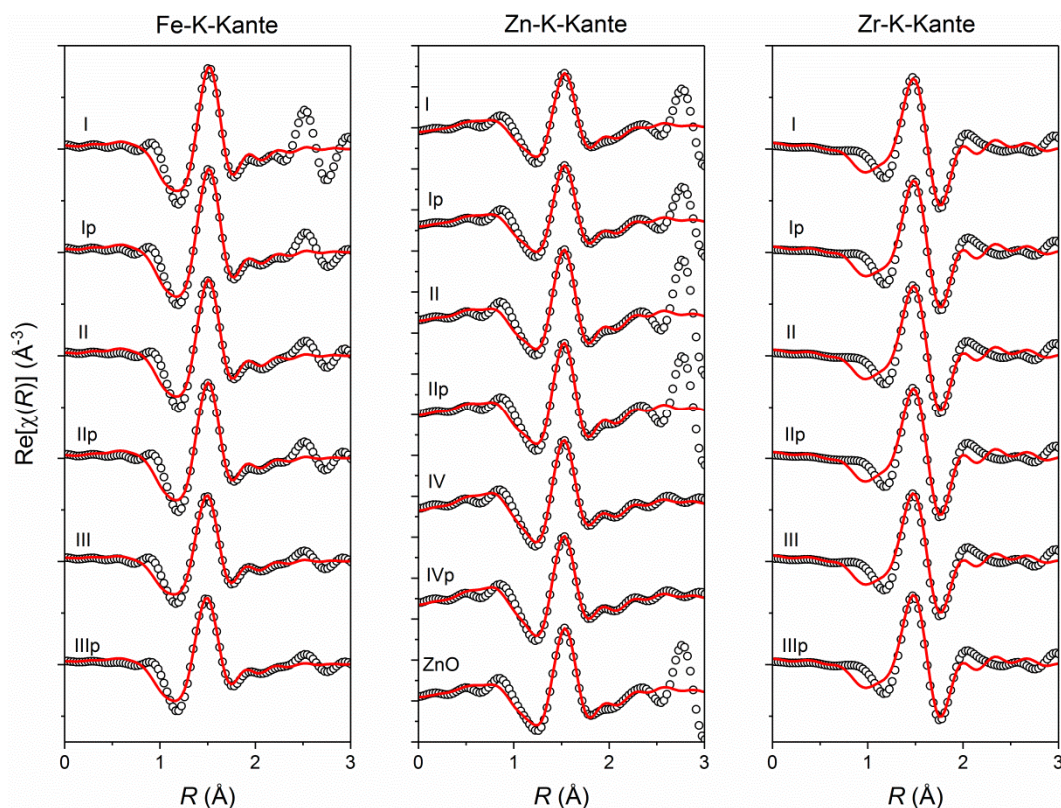 Fe-K-Kante
Zn-K-Kante
Zr-K-Kante
Re[χ(R)] (Å⁻³)
I
Ip
II
IIp
III
IIIp
0 1 2 3
R (Å)
I
Ip
II
IIp
IV
IVp
ZnO
0 1 2 3
R (Å)
I
Ip
II
IIp
III
IIIp
0 1 2 3
R (Å)